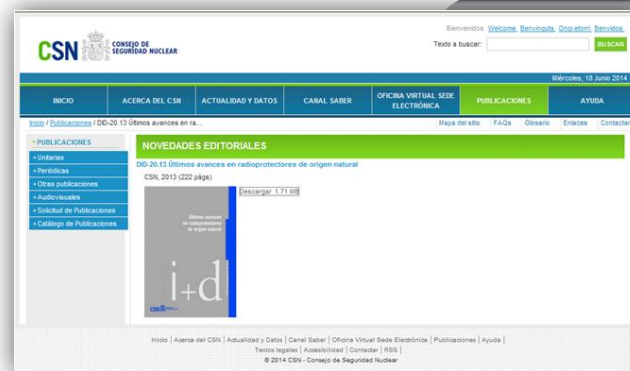 Bienvenidos Welcome Benvinguts Ongi etorri Benvidos
CSN
CONSEJO DE
SEGURIDAD NUCLEAR
Texto a buscar:
BUSCAR
Miércoles, 18 Junio 2014
INICIO
ACERCA DEL CSN
ACTUALIDAD Y DATOS
CANAL SABER
OFICINA VIRTUAL SEDE
ELECTRÓNICA
PUBLICACIONES
AYUDA
Inicio / Publicaciones / DID-20.13 Últimos avances en ra...
Mapa del sitio FAQs Glosario Enlaces Contactar
PUBLICACIONES
+ Unitarias
+ Periódicas
+ Otras publicaciones
+ Audiovisuales
+ Solicitud de Publicaciones
+ Catálogo de Publicaciones
NOVEDADES EDITORIALES
DID-20.13 Últimos avances en radioprotectores de origen natural
CSN, 2013 (222 págs)
Descargar 1.71 MB
Últimos avances
en radioprotectores
de origen natural
i+d
CSN
Inicio | Acerca del CSN | Actualidad y Datos | Canal Saber | Oficina Virtual Sede Electrónica | Publicaciones | Ayuda |
Textos legales | Accesibilidad | Contactar | RSS |
© 2014 CSN - Consejo de Seguridad Nuclear